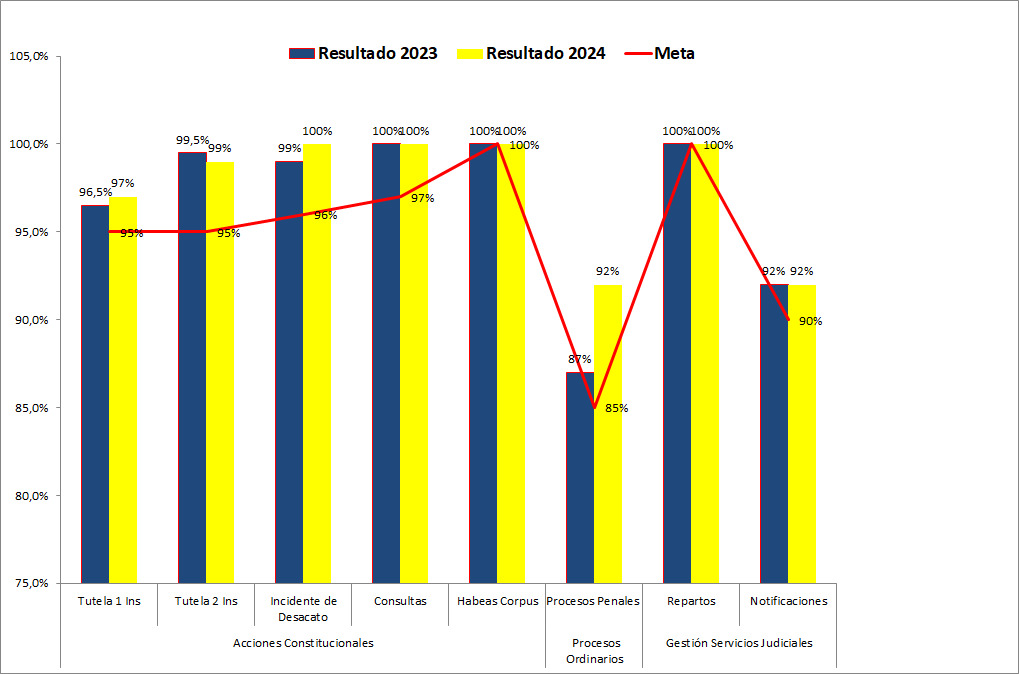 Resultado 2023 Resultado 2024 Meta
105,0%
100,0%
95,0%
90,0%
85,0%
80,0%
75,0%
96,5% 97% 95%
99,5% 99% 95%
99% 100% 96%
100% 100% 97%
100% 100% 100%
87% 92% 85%
100% 100% 100%
92% 92% 90%
Tutela 1 Ins
Tutela 2 Ins
Incidente de
Desacato
Consultas
Habeas Corpus
Procesos Penales
Repartos
Notificaciones
Acciones Constitucionales
Procesos
Ordinarios
Gestión Servicios Judiciales